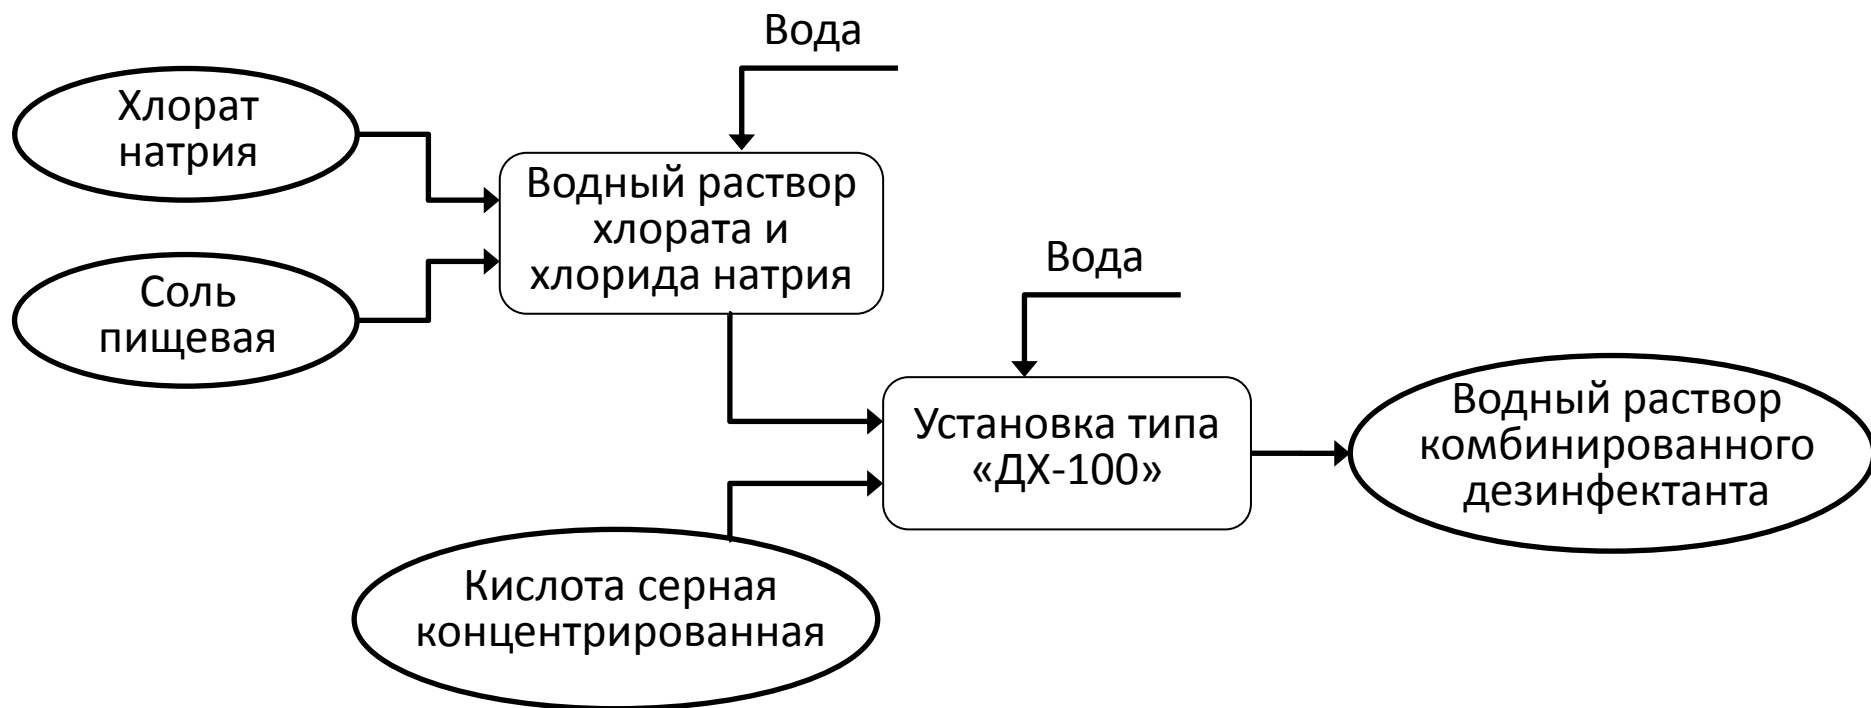 Вода
Хлорат
натрия
Водный раствор
хлората и
хлорида натрия
Соль
пищевая
Вода
Установка типа
«ДХ-100»
Водный раствор
комбинированного
дезинфектанта
Кислота серная
концентрированная